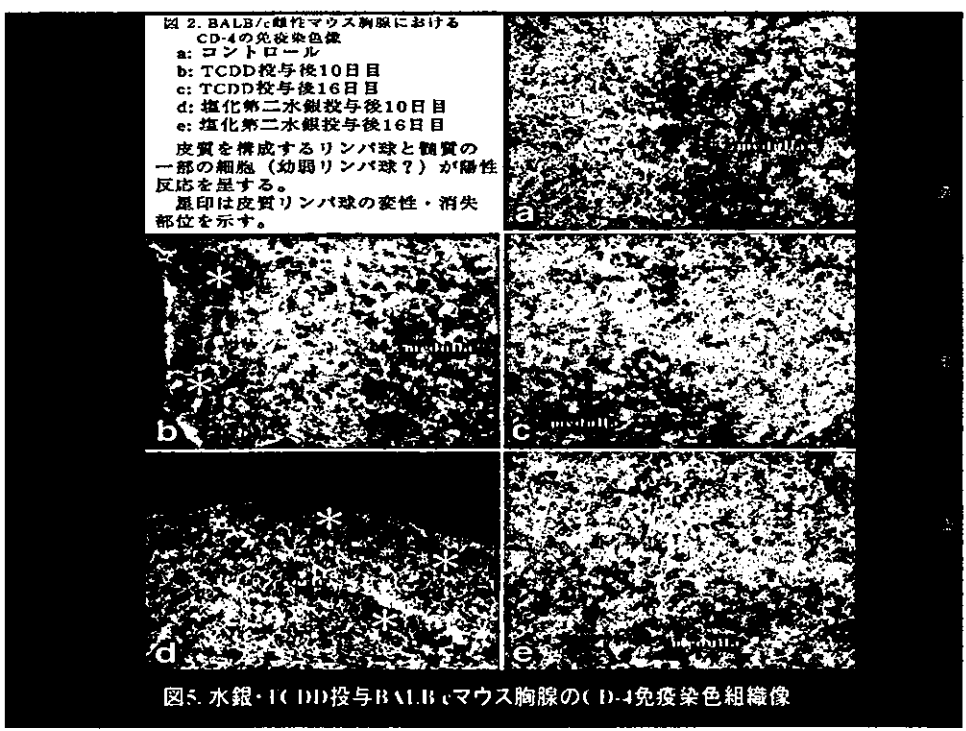 図 2. BALB/c雌性マウス胸腺における
CD-4の免疫染色像
a: コントロール
b: TCDD投与後10日目
c: TCDD投与後16日目
d: 塩化第二水銀投与後10日目
e: 塩化第二水銀投与後16日目
皮質を構成するリンパ球と髄質の
一部の細胞(幼弱リンパ球?)が陽性
反応を呈する。
星印は皮質リンパ球の変性・消失
部位を示す。
medulla
a
*
*
medulla
b
medulla
c
*
*
*
d
medulla
e
図5. 水銀・TCDD投与BALB/cマウス胸腺のCD-4免疫染色組織像